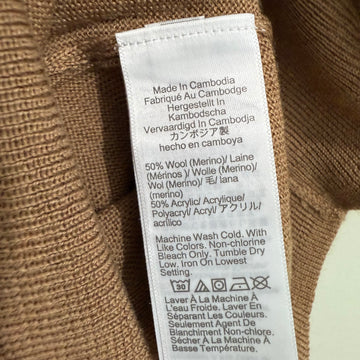 Made In Cambodia
Fabriqué Au Cambodge
Hergestellt In
Kambodscha
Vervaardigd In Cambodja
カンボジア製
hecho en camboya
50% Wool (Merino)/ Laine
(Mérinos ) / Wolle (Merino)/
Wol (Merino) / 毛/ lana
(merino)
50% Acrylic/ Acrylique/
Polyacryl/ Acryl/ アクリル/
acrílico
Machine Wash Cold. With
Like Colors. Non-chlorine
Bleach Only. Tumble Dry
Low, Iron On Lowest
Setting.
30
Laver À La Machine À
L'eau Froide. Laver En
Séparant Les Couleurs.
Seulement Agent De
Blanchiment Non-chlore.
Sécher À La Machine À
Basse Température.